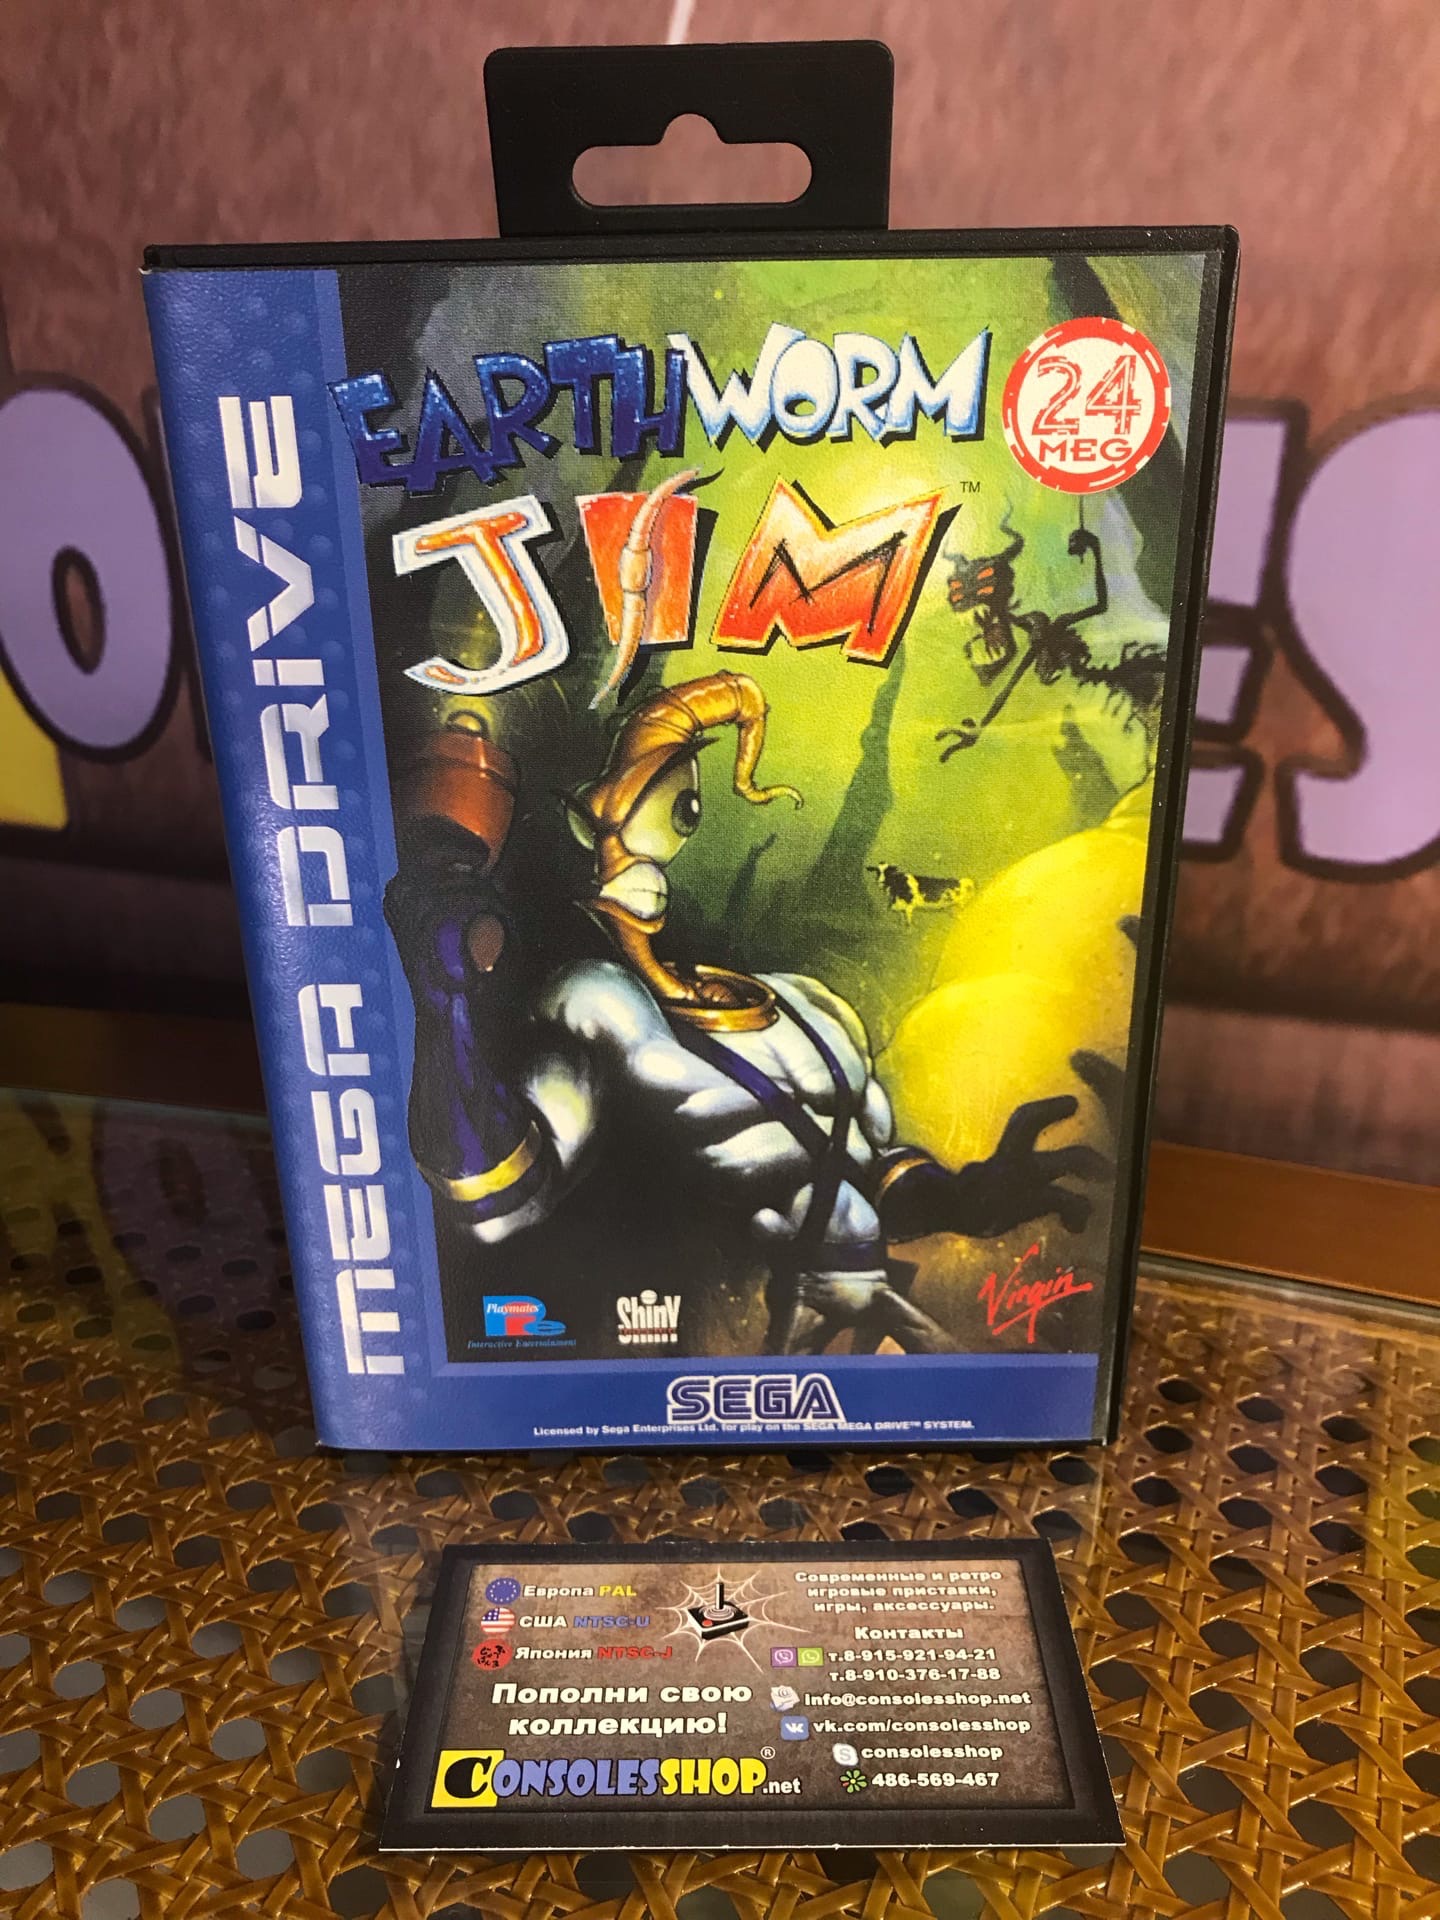 EARTHWORM
JIM™
24
MEG
MEGA DRIVE
Playmates
Interactive Entertainment
Shiny
Virgin
SEGA
Licensed by Sega Enterprises Ltd. for play on the SEGA MEGA DRIVE™ SYSTEM.
Европа PAL
США NTSC-U
Япония NTSC-J
Пополни свою
коллекцию!
CONSOLESSHOP®.net
Современные и ретро
игровые приставки,
игры, аксессуары.
Контакты
т.8-915-921-94-21
т.8-910-376-17-88
info@consolesshop.net
vk.com/consolesshop
consolesshop
486-569-467